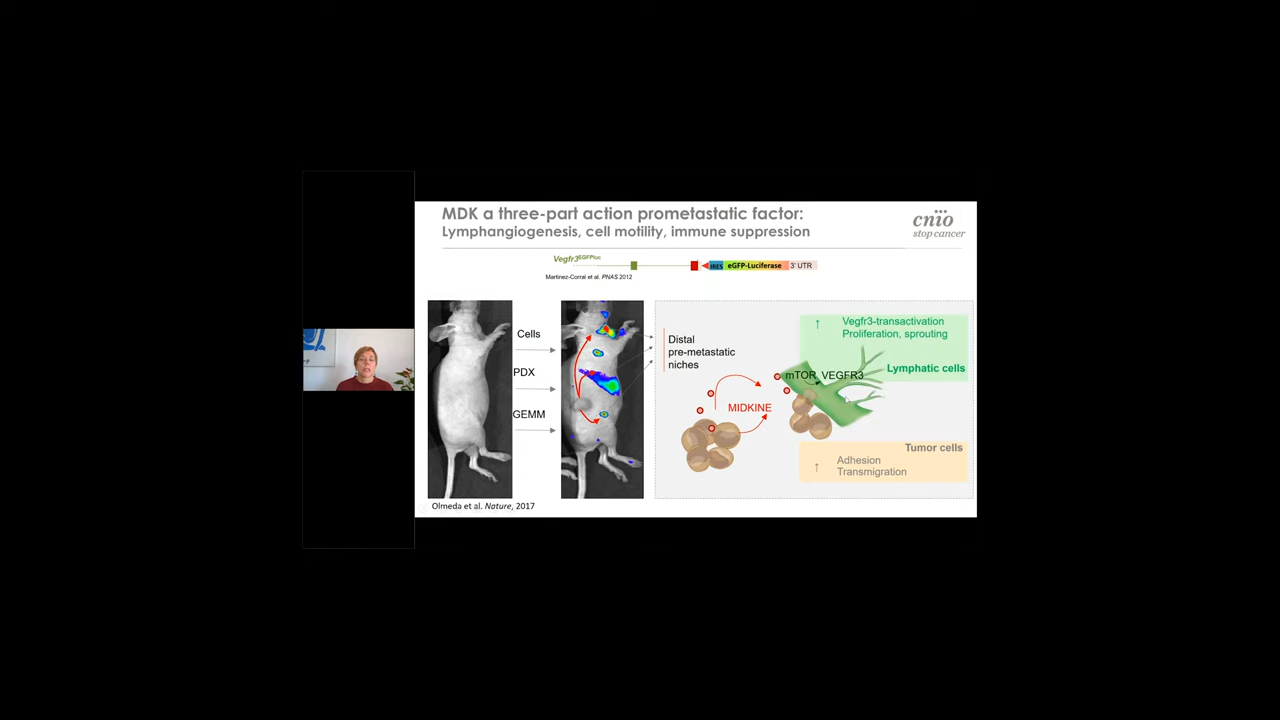 MDK a three-part action prometastatic factor:
Lymphangiogenesis, cell motility, immune suppression
cnio
stop cancer
Vegfr3EGFPluc
IRES eGFP-Luciferase 3' UTR
Martinez-Corral et al. PNAS 2012
Cells
PDX
GEMM
Distal
pre-metastatic
niches
MIDKINE
↑ Vegfr3-transactivation
Proliferation, sprouting
Lymphatic cells
mTOR VEGFR3
Tumor cells
↑ Adhesion
Transmigration
Olmeda et al. Nature, 2017